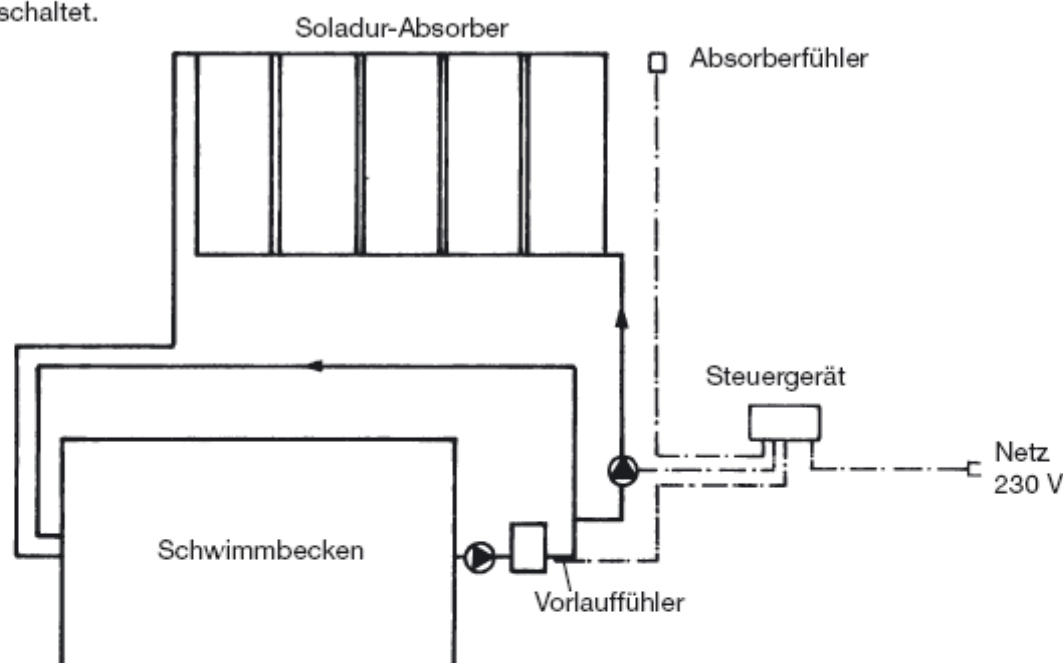 schaltet.
Soladur-Absorber
Absorberfühler
Steuergerät
Netz
230 V
Schwimmbecken
Vorlauffühler